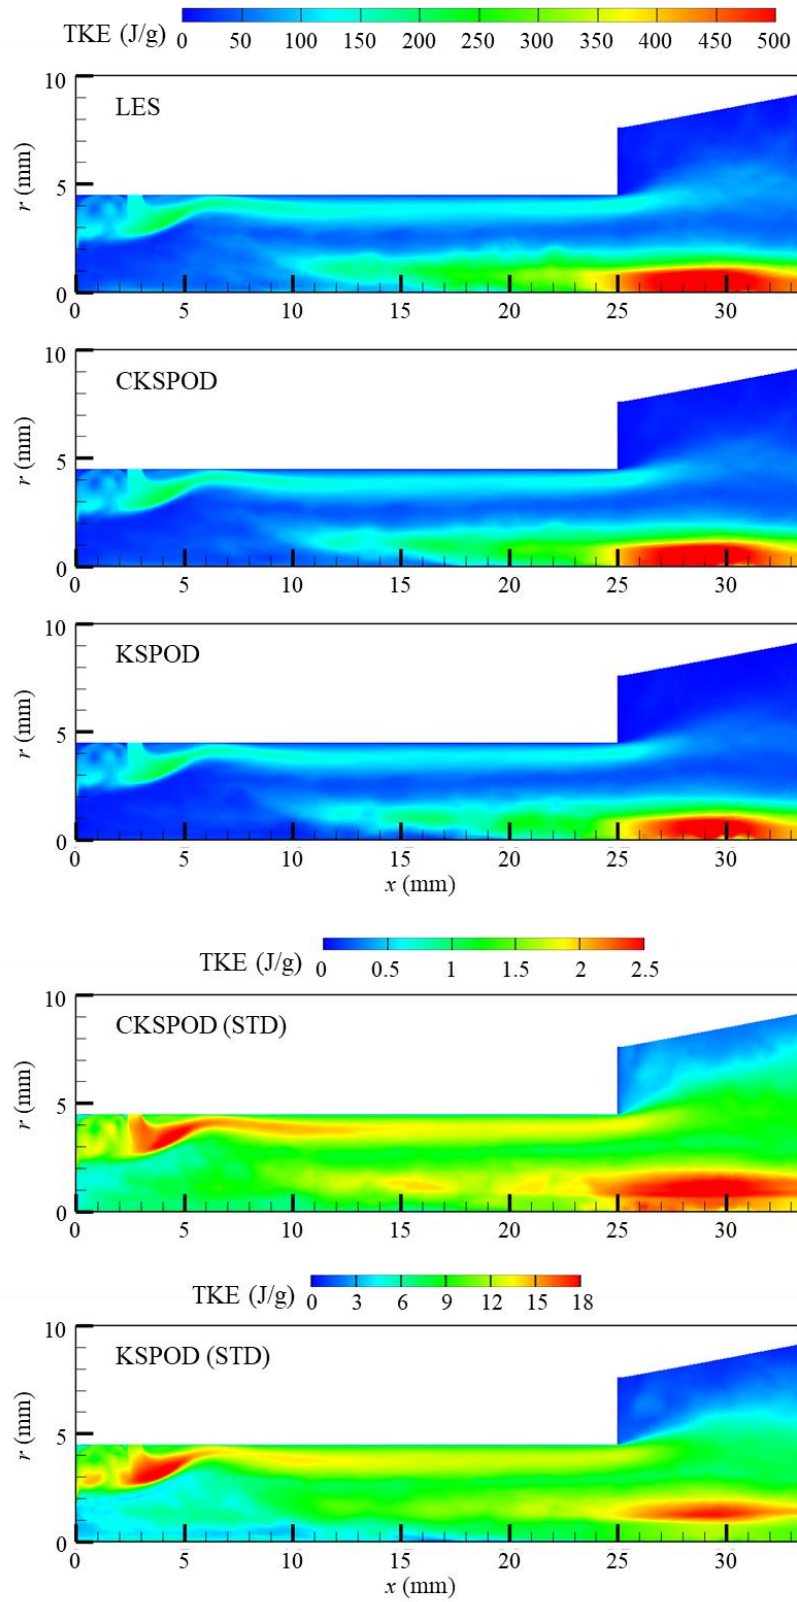 TKE (J/g) 0 50 100 150 200 250 300 350 400 450 500
10
LES
r (mm)
5
0
0 5 10 15 20 25 30
10
CKSPOD
r (mm)
5
0
0 5 10 15 20 25 30
10
KSPOD
r (mm)
5
0
0 5 10 15 20 25 30
x (mm)
TKE (J/g) 0 0.5 1 1.5 2 2.5
10
CKSPOD (STD)
r (mm)
5
0
0 5 10 15 20 25 30
TKE (J/g) 0 3 6 9 12 15 18
10
KSPOD (STD)
r (mm)
5
0
0 5 10 15 20 25 30
x (mm)